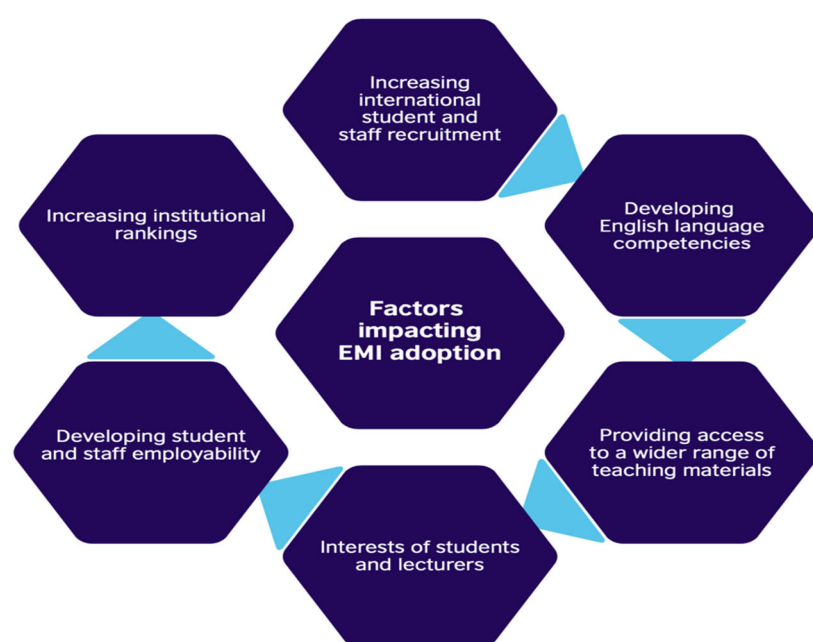 Increasing
international
student and
staff recruitment
Developing
English language
competencies
Providing access
to a wider range of
teaching materials
Interests of students
and lecturers
Developing student
and staff employability
Increasing institutional
rankings
Factors
impacting
EMI adoption